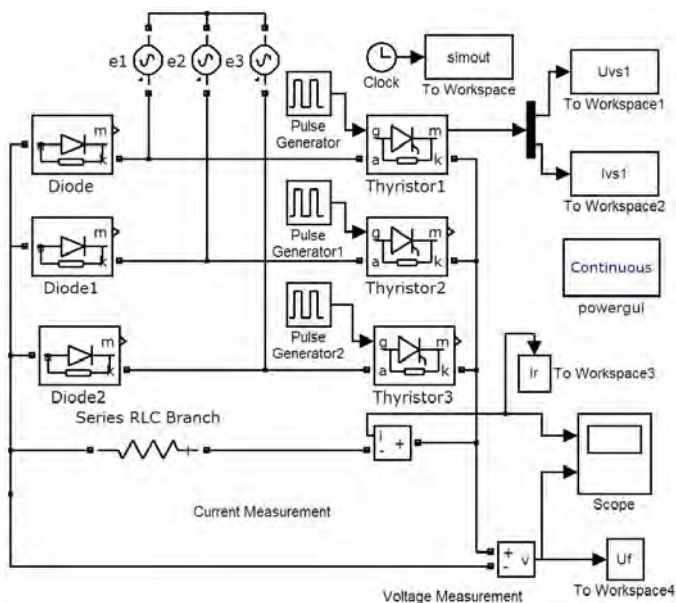 e1
e2
e3
Clock
simout
To Workspace
Uvs1
To Workspace1
Ivs1
To Workspace2
m
k
Diode
Pulse
Generator
g
m
a
k
Thyristor1
m
k
Diode1
Pulse
Generator1
g
m
a
k
Thyristor2
Continuous
powergui
m
k
Diode2
Pulse
Generator2
g
m
a
k
Thyristor3
Ir
To Workspace3
Series RLC Branch
+
i
+
-
Scope
Current Measurement
+
-
v
Uf
To Workspace4
Voltage Measurement